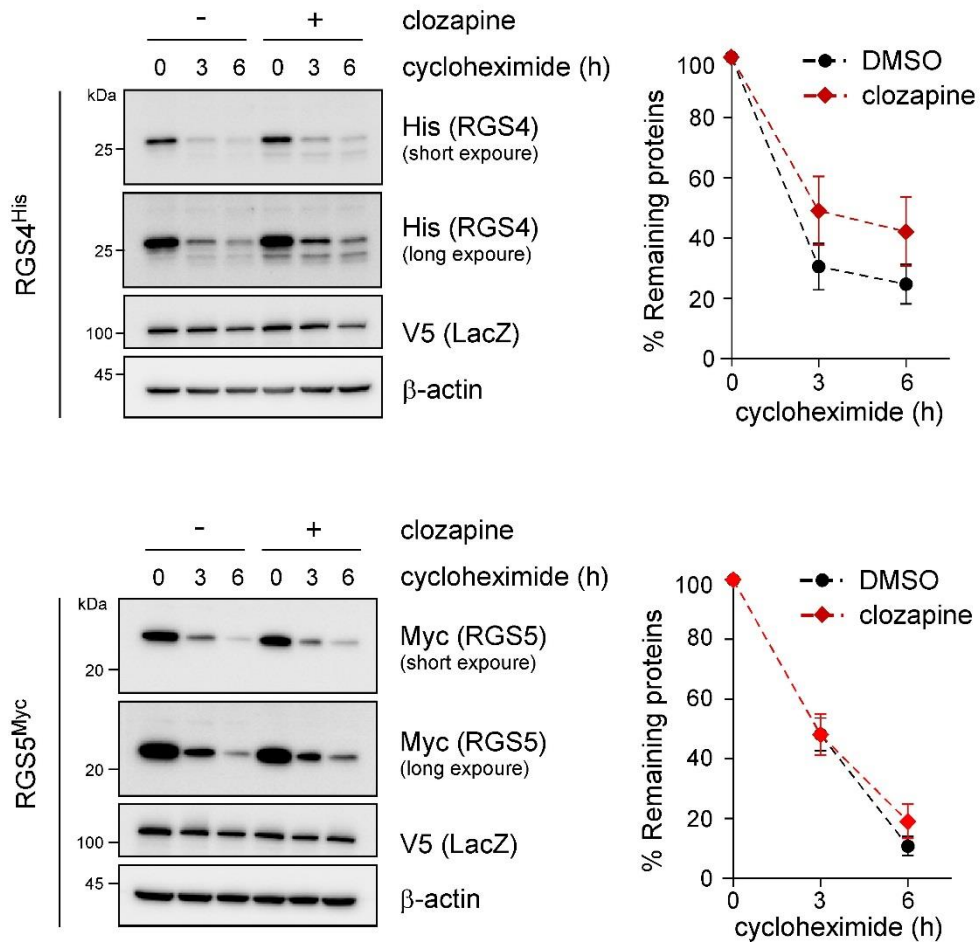 - + clozapine
0 3 6 0 3 6 cycloheximide (h)
kDa
25
His (RGS4)
(short expoure)
25
His (RGS4)
(long expoure)
100
V5 (LacZ)
45
β-actin
RGS4His
100
80
60
40
20
0
% Remaining proteins
DMSO
clozapine
0 3 6
cycloheximide (h)
- + clozapine
0 3 6 0 3 6 cycloheximide (h)
kDa
20
Myc (RGS5)
(short expoure)
20
Myc (RGS5)
(long expoure)
100
V5 (LacZ)
45
β-actin
RGS5Myc
100
80
60
40
20
0
% Remaining proteins
DMSO
clozapine
0 3 6
cycloheximide (h)